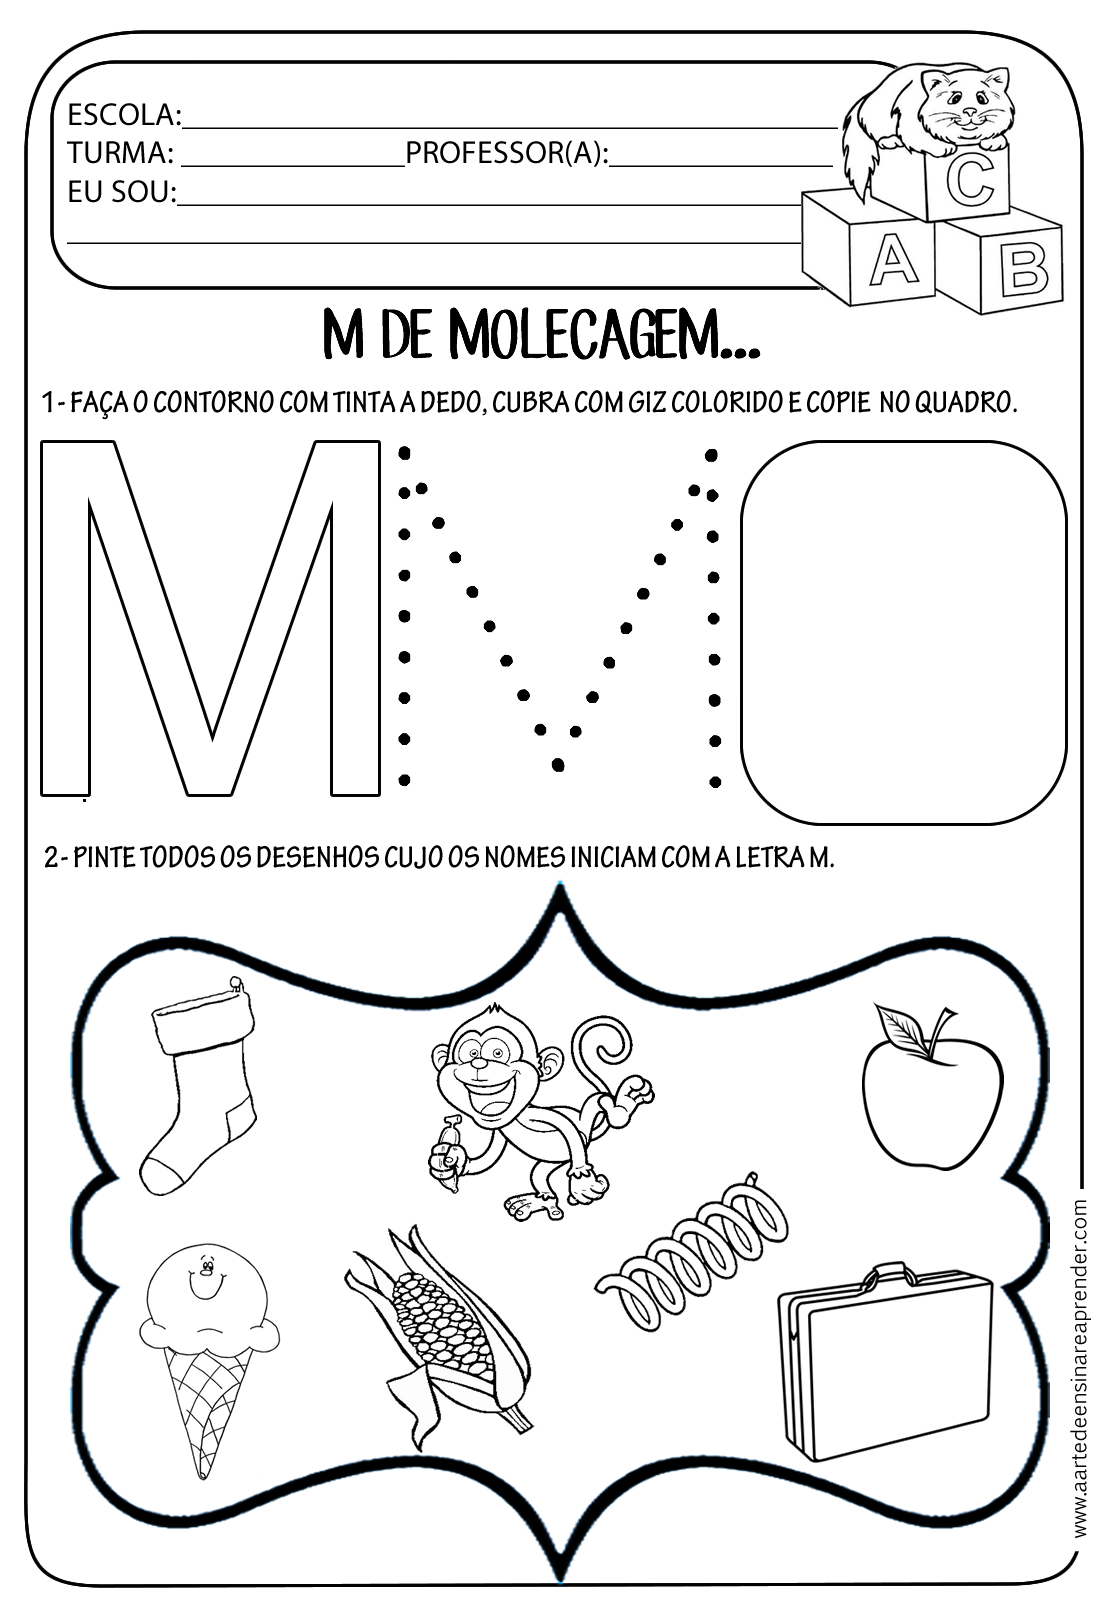 ESCOLA:
TURMA: PROFESSOR(A):
EU SOU:
C
A B
M DE MOLECAGEM...
1- FAÇA O CONTORNO COM TINTA A DEDO, CUBRA COM GIZ COLORIDO E COPIE NO QUADRO.
M M
2- PINTE TODOS OS DESENHOS CUJO OS NOMES INICIAM COM A LETRA M.
www.aartedeensinareaprender.com